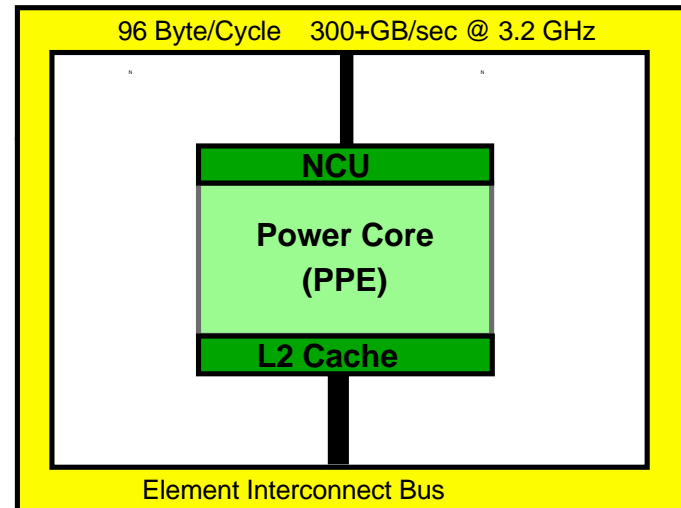 96 Byte/Cycle 300+GB/sec @ 3.2 GHz
N N
NCU
Power Core
(PPE)
L2 Cache
Element Interconnect Bus